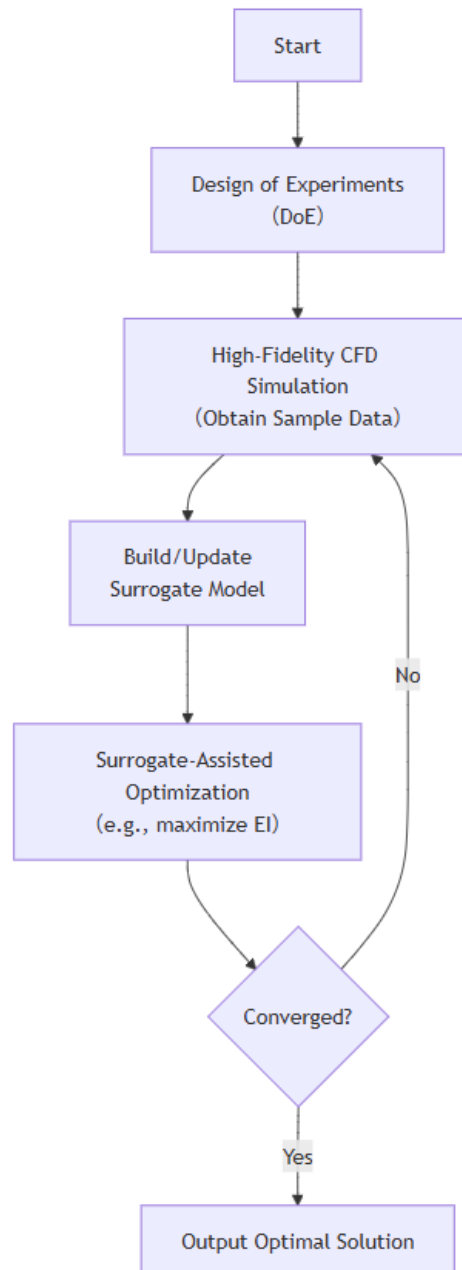 Start
Design of Experiments
（DoE）
High-Fidelity CFD
Simulation
（Obtain Sample Data）
Build/Update
Surrogate Model
No
Surrogate-Assisted
Optimization
（e.g., maximize EI）
Converged?
Yes
Output Optimal Solution